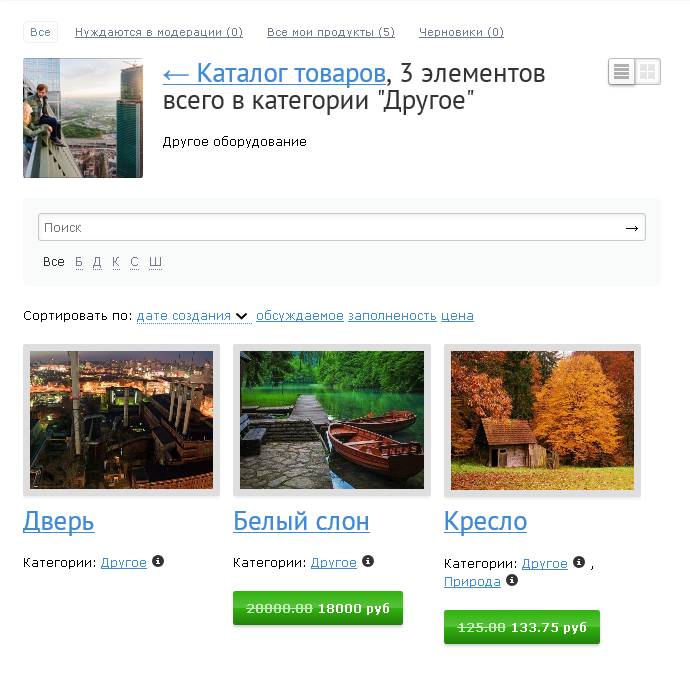 Все Нуждаются в модерации (0) Все мои продукты (5) Черновики (0)
← Каталог товаров, 3 элементов
всего в категории "Другое"
Другое оборудование
Поиск →
Все Б Д К С Ш
Сортировать по: дате создания обсуждаемое заполненость цена
Дверь
Категории: Другое
Белый слон
Категории: Другое
20000.00 18000 руб
Кресло
Категории: Другое ,
Природа
125.00 133.75 руб